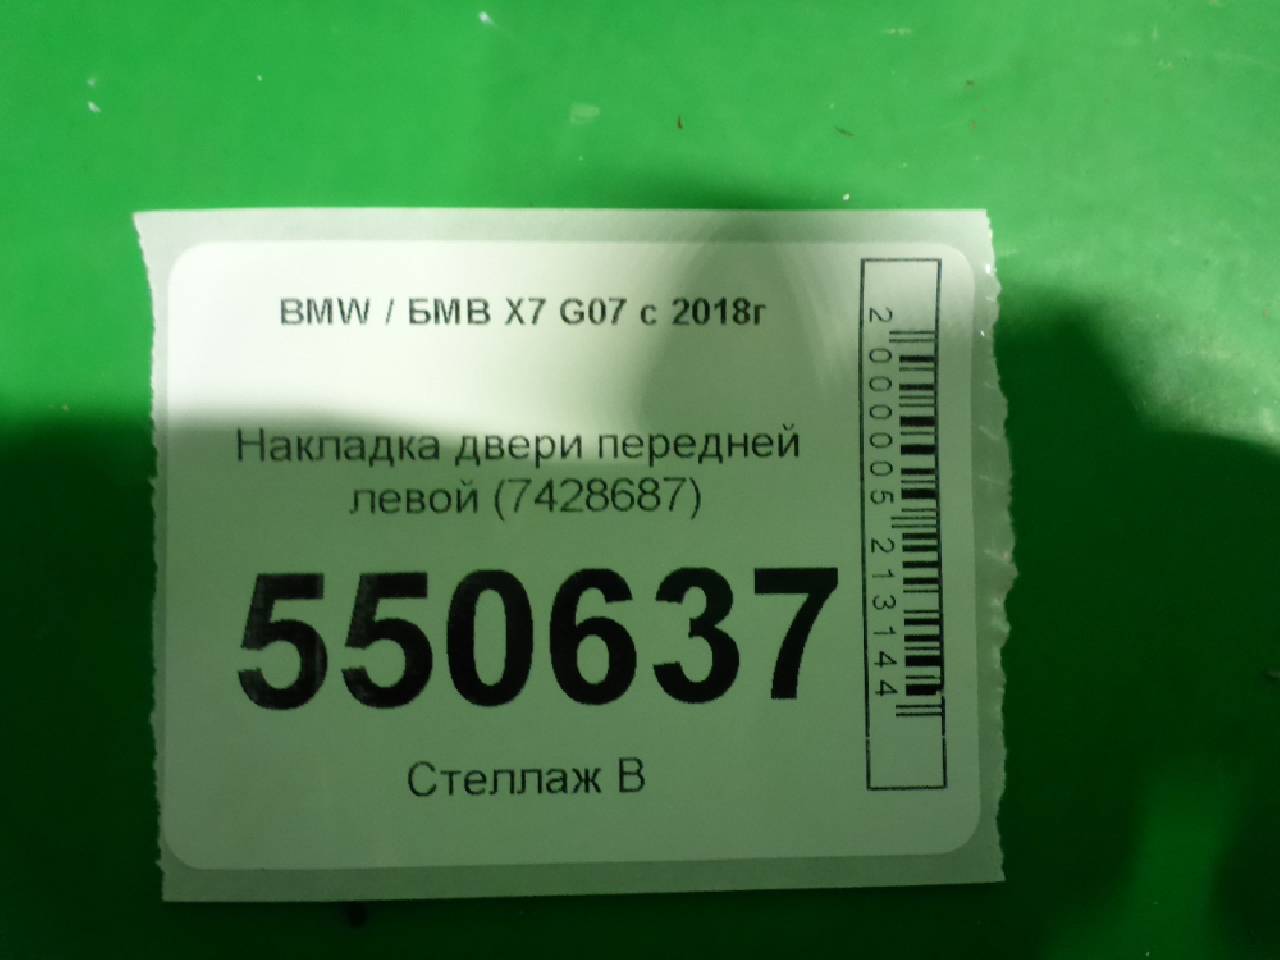 BMW / БМВ X7 G07 с 2018г
Накладка двери передней
левой (7428687)
550637
Стеллаж В
2000005213144